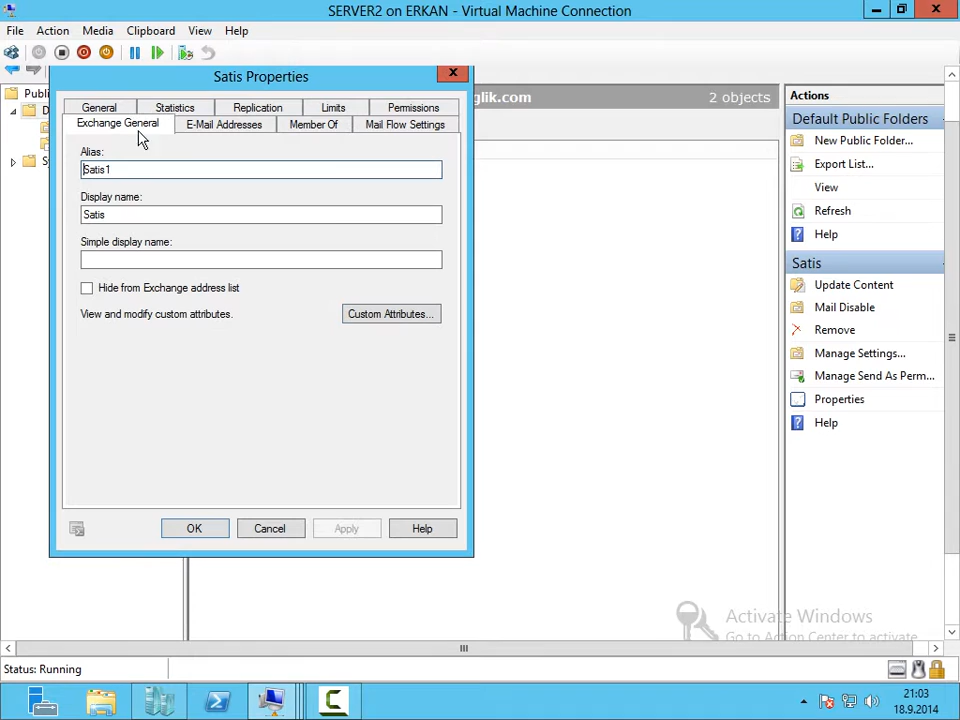 SERVER2 on ERKAN - Virtual Machine Connection
File Action Media Clipboard View Help
Satis Properties
General Statistics Replication Limits Permissions
Exchange General E-Mail Addresses Member Of Mail Flow Settings
Alias:
Satis1
Display name:
Satis
Simple display name:
Hide from Exchange address list
View and modify custom attributes.
Custom Attributes...
OK Cancel Apply Help
2 objects
Actions
Default Public Folders
New Public Folder...
Export List...
View
Refresh
Help
Satis
Update Content
Mail Disable
Remove
Manage Settings...
Manage Send As Perm...
Properties
Help
Activate Windows
Go to Action Center to activate
Status: Running
21:03
18.9.2014